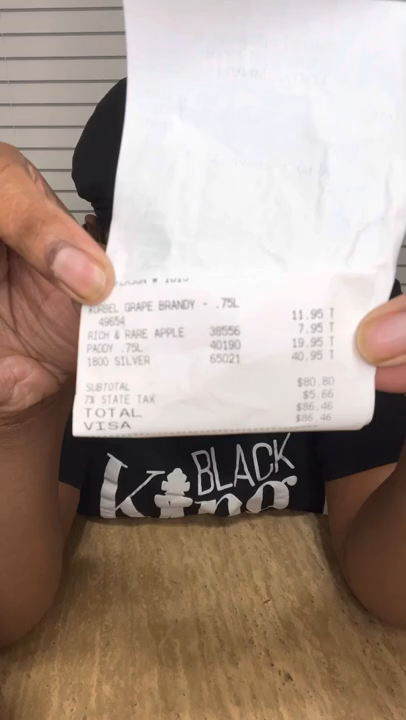 KORBEL GRAPE BRANDY - .75L
49654 11.95 T
RICH & RARE APPLE 38556 7.95 T
PADDY .75L 40190 19.95 T
1800 SILVER 65021 40.95 T
SUBTOTAL $80.80
7% STATE TAX $5.66
TOTAL $86.46
VISA $86.46
BLACK
King